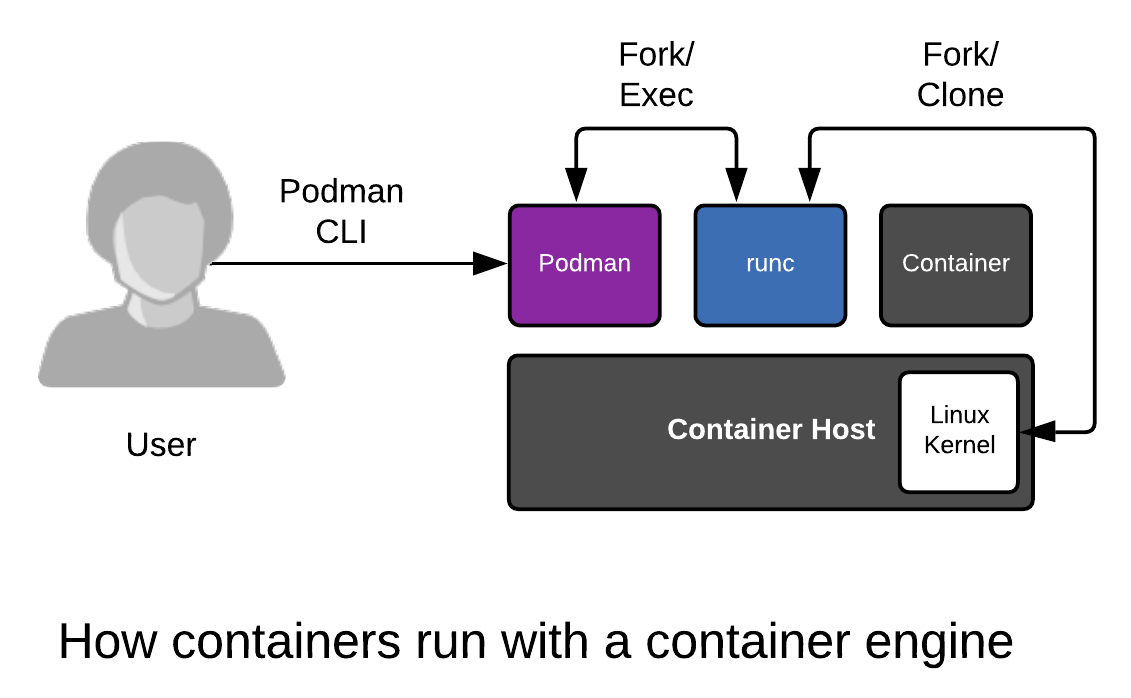 Fork/
Exec
Fork/
Clone
Podman
CLI
Podman
runc
Container
Container Host
Linux
Kernel
User
How containers run with a container engine